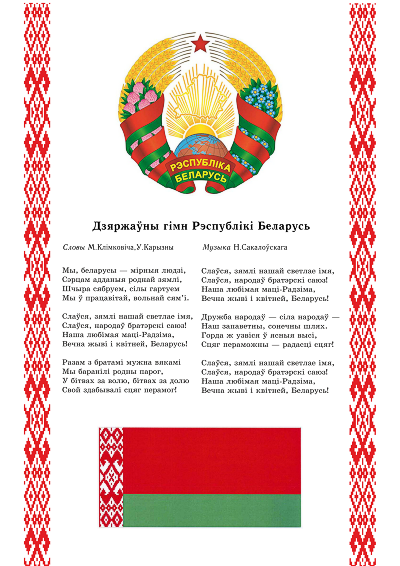 РЭСПУБЛІКА
БЕЛАРУСЬ
Дзяржаўны гімн Рэспублікі Беларусь
Словы М.Клімковіча,У.Карызны
Музыка Н.Сакалоўскага
Мы, беларусы — мірныя людзі,
Сэрцам адданыя роднай зямлі,
Шчыра сябруем, сілы гартуем
Мы ў працавітай, вольнай сям'і.
Слаўся, зямлі нашай светлае імя,
Слаўся, народаў братэрскі саюз!
Наша любімая маці-Радзіма,
Вечна жыві і квітней, Беларусь!
Разам з братамі мужна вякамі
Мы баранілі родны парог,
У бітвах за волю, бітвах за долю
Свой здабывалі сцяг перамог!
Слаўся, зямлі нашай светлае імя,
Слаўся, народаў братэрскі саюз!
Наша любімая маці-Радзіма,
Вечна жыві і квітней, Беларусь!
Дружба народаў — сіла народаў —
Наш запаветны, сонечны шлях.
Горда ж узвіся ў ясныя высі,
Сцяг пераможны — радасці сцяг!
Слаўся, зямлі нашай светлае імя,
Слаўся, народаў братэрскі саюз!
Наша любімая маці-Радзіма,
Вечна жыві і квітней, Беларусь!